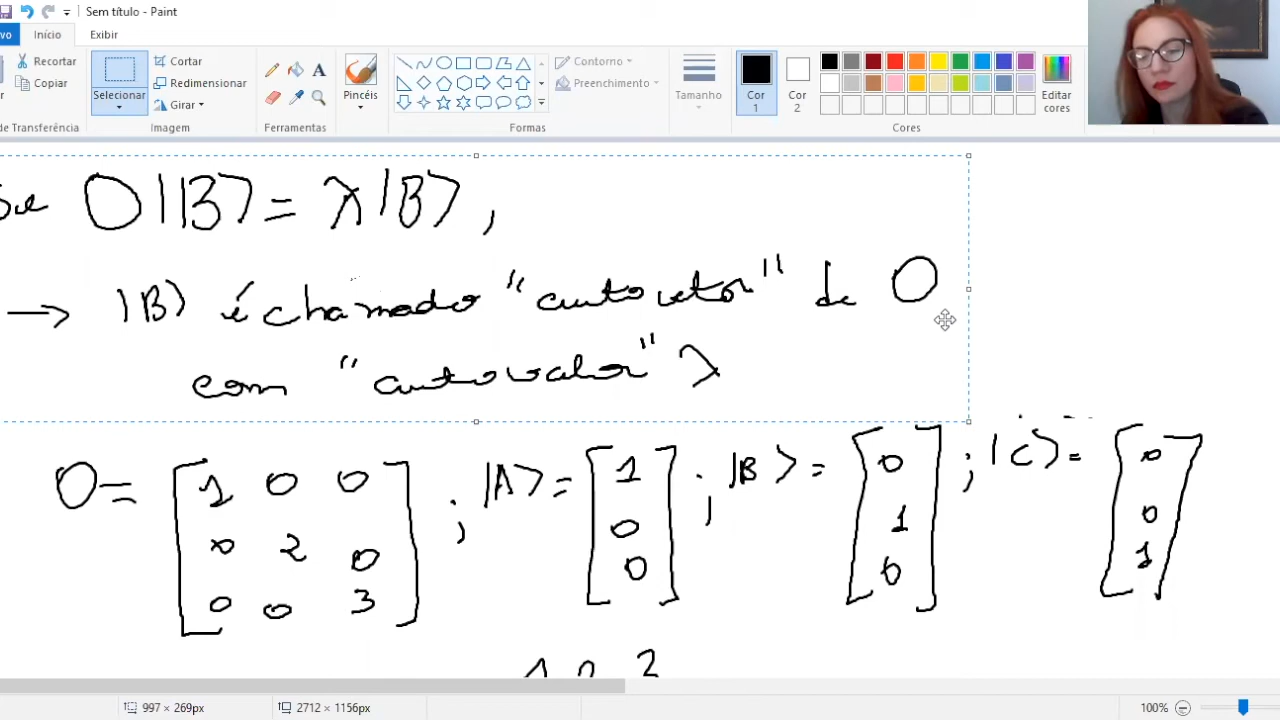 Sem título - Paint
vo Início Exibir
Recortar
Copiar
de Transferência
Selecionar
Cortar
Redimensionar
Girar
Imagem
A
Ferramentas
Pincéis
Formas
Contorno
Preenchimento
Tamanho
Cor 1
Cor 2
Cores
Editar cores
Se O|B⟩ = λ|B⟩,
→ |B⟩ é chamado "autovetor" de O
com "autovalor" λ
O = [ 1 0 0 ; |A⟩ = [ 1 ; |B⟩ = [ 0 ; |C⟩ = [ 0
0 2 0 0 1 0
0 0 3 ] 0 ] 0 ] 1 ]
997 × 269px 2712 × 1156px 100%